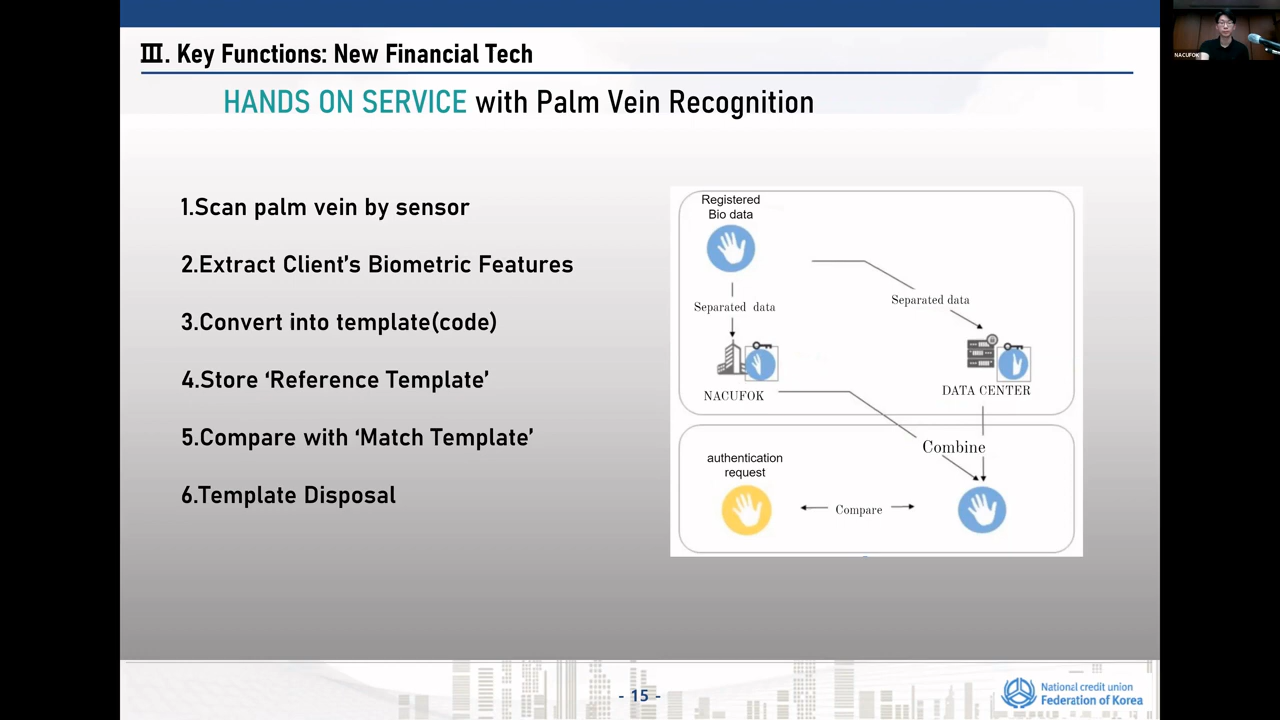 Ⅲ. Key Functions: New Financial Tech
HANDS ON SERVICE with Palm Vein Recognition
1.Scan palm vein by sensor
2.Extract Client's Biometric Features
3.Convert into template(code)
4.Store ‘Reference Template’
5.Compare with ‘Match Template’
6.Template Disposal
Registered
Bio data
Separated data
Separated data
NACUFOK
DATA CENTER
Combine
authentication
request
Compare
- 15 -
National credit union
Federation of Korea
NACUFOK